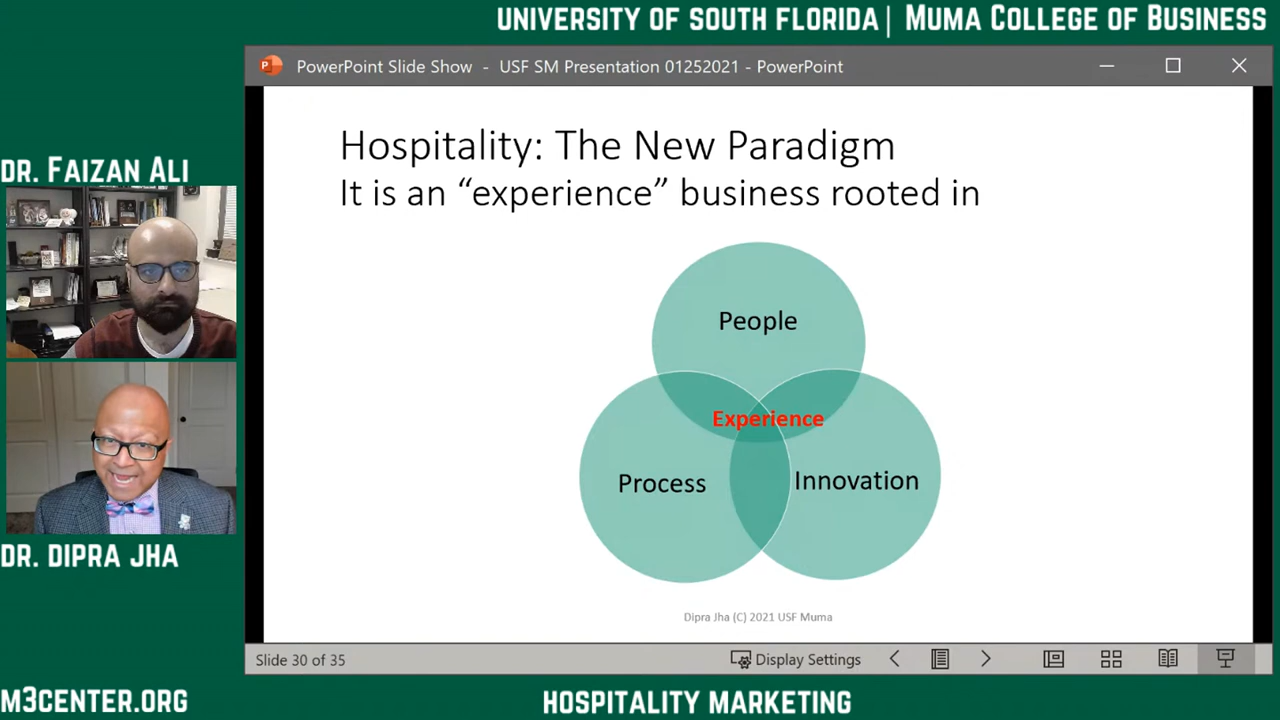 UNIVERSITY OF SOUTH FLORIDA | MUMA COLLEGE OF BUSINESS
PowerPoint Slide Show - USF SM Presentation 01252021 - PowerPoint
Hospitality: The New Paradigm
It is an “experience” business rooted in
DR. FAIZAN ALI
People
Experience
Process
Innovation
DR. DIPRA JHA
Dipra Jha (C) 2021 USF Muma
Slide 30 of 35
Display Settings
M3CENTER.ORG
HOSPITALITY MARKETING